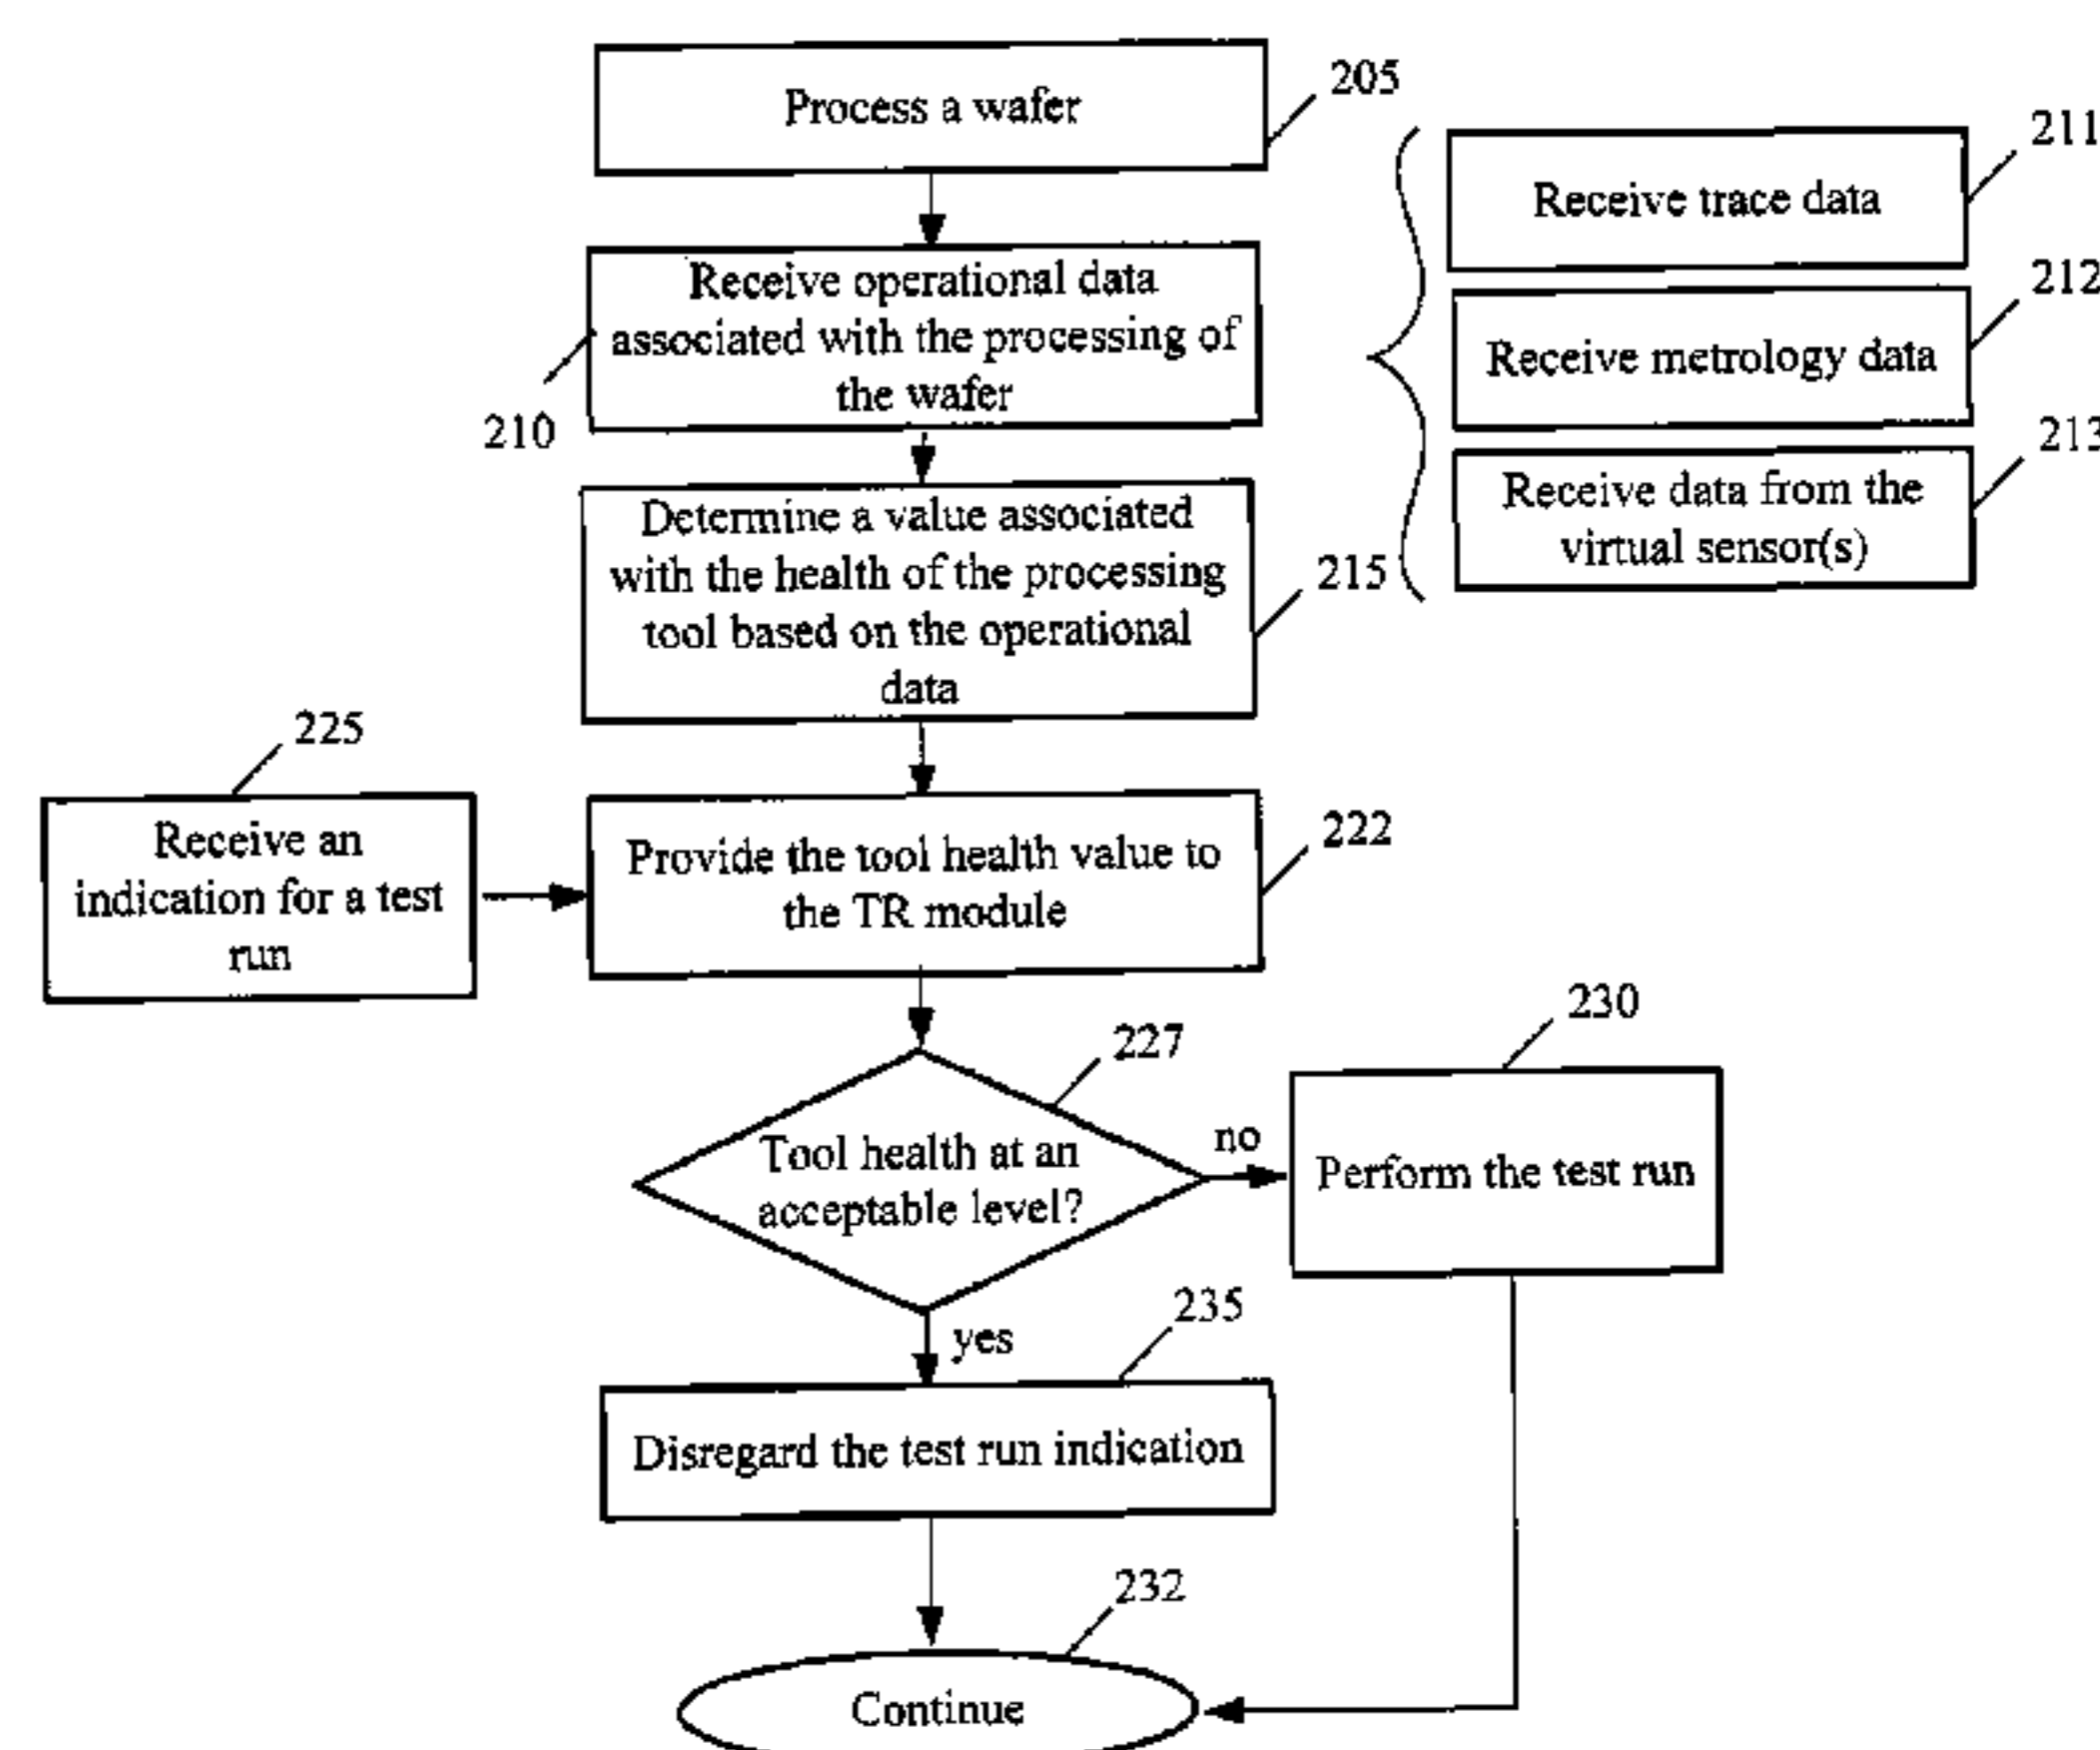 Process a wafer
205
Receive trace data
211
Receive operational data
associated with the processing of
the wafer
210
Receive metrology data
212
Receive data from the
virtual sensor(s)
213
Determine a value associated
with the health of the processing
tool based on the operational
data
215
225
Receive an
indication for a test
run
Provide the tool health value to
the TR module
222
227
Tool health at an
acceptable level?
no
230
Perform the test run
yes
235
Disregard the test run indication
232
Continue